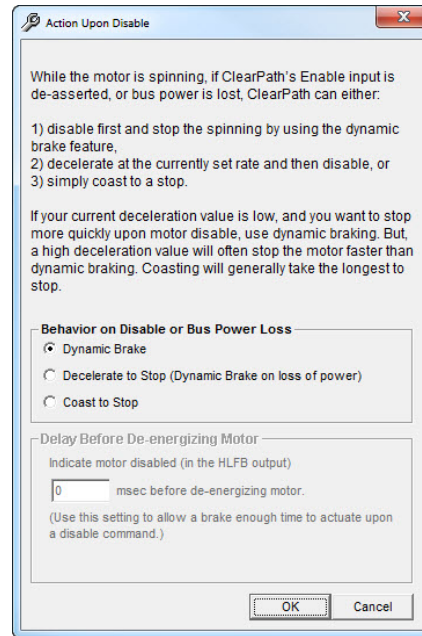 Action Upon Disable
While the motor is spinning, if ClearPath's Enable input is
de-asserted, or bus power is lost, ClearPath can either:
1) disable first and stop the spinning by using the dynamic
brake feature,
2) decelerate at the currently set rate and then disable, or
3) simply coast to a stop.
If your current deceleration value is low, and you want to stop
more quickly upon motor disable, use dynamic braking. But,
a high deceleration value will often stop the motor faster than
dynamic braking. Coasting will generally take the longest to
stop.
Behavior on Disable or Bus Power Loss
Dynamic Brake
Decelerate to Stop (Dynamic Brake on loss of power)
Coast to Stop
Delay Before De-energizing Motor
Indicate motor disabled (in the HLFB output)
0 msec before de-energizing motor.
(Use this setting to allow a brake enough time to actuate upon
a disable command.)
OK Cancel